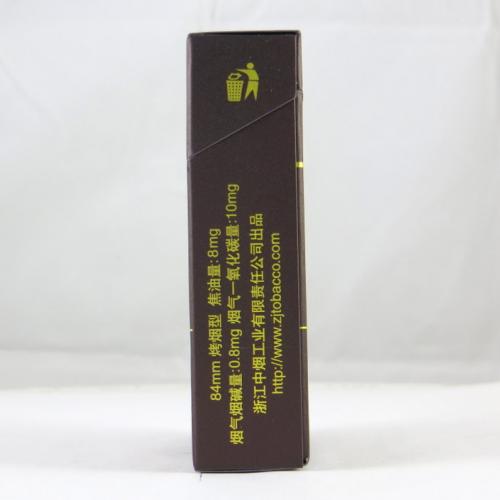 84mm 烤烟型 焦油量:8mg
烟气烟碱量:0.8mg 烟气一氧化碳量:10mg
浙江中烟工业有限责任公司出品
http://www.zjtobacco.com